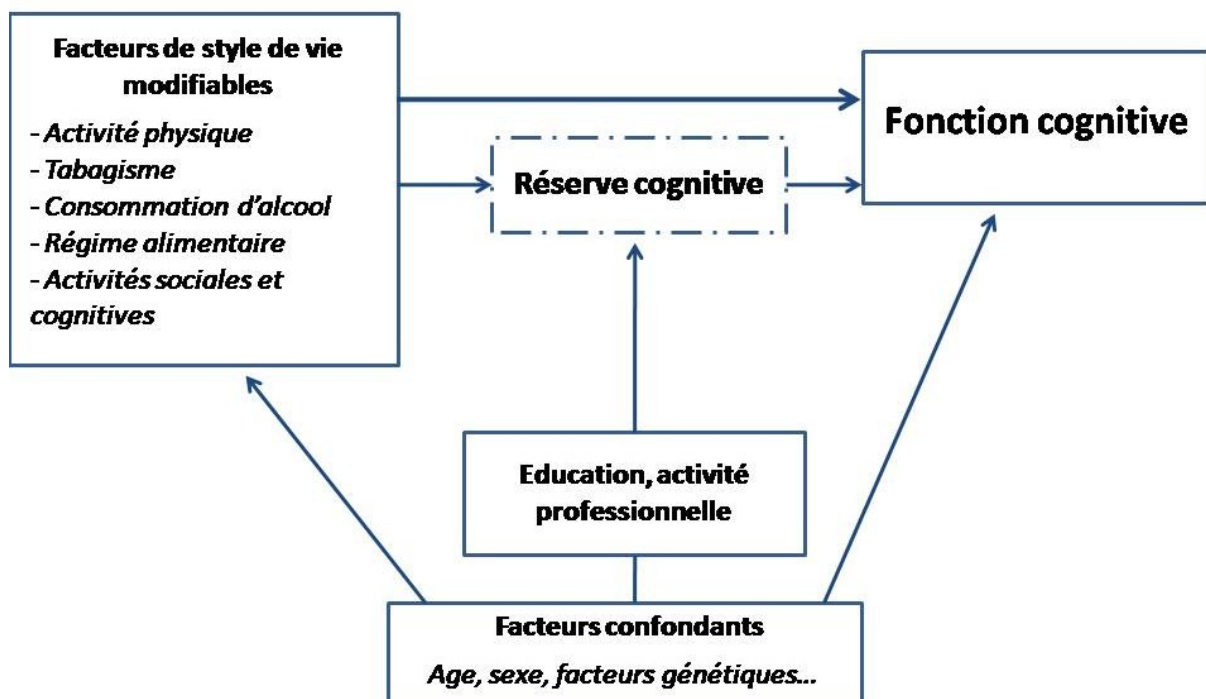 Facteurs de style de vie
modifiables
- Activité physique
- Tabagisme
- Consommation d'alcool
- Régime alimentaire
- Activités sociales et
cognitives
Fonction cognitive
Réserve cognitive
Education, activité
professionnelle
Facteurs confondants
Age, sexe, facteurs génétiques...